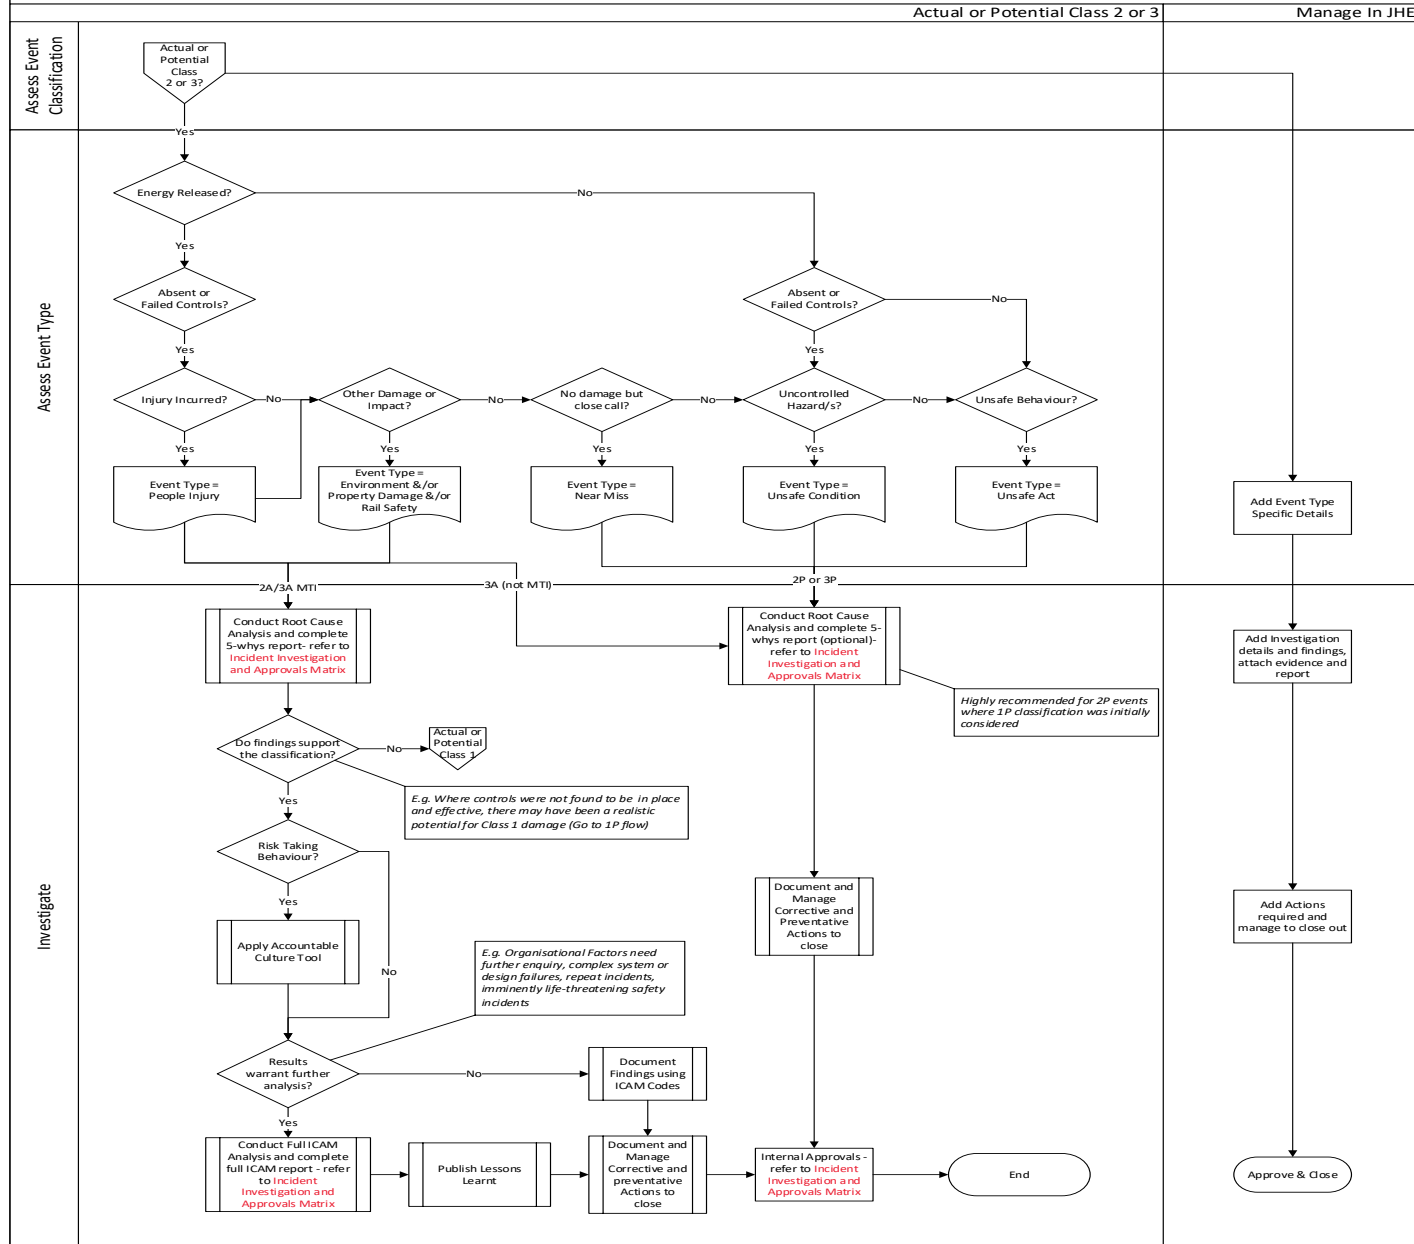 Actual or Potential Class 2 or 3
Manage In JHE
Assess Event
Classification
Actual or
Potential
Class
2 or 3?
Yes
Assess Event Type
Energy Released?
No
Yes
Absent or
Failed Controls?
Absent or
Failed Controls?
No
Yes
Yes
Injury Incurred?
No
Other Damage or
Impact?
No
No damage but
close call?
No
Uncontrolled
Hazard/s?
No
Unsafe Behaviour?
Yes
Yes
Yes
Yes
Yes
Event Type =
People Injury
Event Type =
Environment &/or
Property Damage &/or
Rail Safety
Event Type =
Near Miss
Event Type =
Unsafe Condition
Event Type =
Unsafe Act
Add Event Type
Specific Details
2A/3A MTI
3A (not MTI)
2P or 3P
Investigate
Conduct Root Cause
Analysis and complete
5-whys report- refer to
Incident Investigation
and Approvals Matrix
Conduct Root Cause
Analysis and complete 5-
whys report (optional)-
refer to Incident
Investigation and
Approvals Matrix
Add Investigation
details and findings,
attach evidence and
report
Highly recommended for 2P events
where 1P classification was initially
considered
Do findings support
the classification?
No
Actual or
Potential
Class 1
Yes
E.g. Where controls were not found to be in place
and effective, there may have been a realistic
potential for Class 1 damage (Go to 1P flow)
Risk Taking
Behaviour?
Yes
No
Apply Accountable
Culture Tool
Document and
Manage
Corrective and
Preventative
Actions to
close
Add Actions
required and
manage to close out
E.g. Organisational Factors need
further enquiry, complex system or
design failures, repeat incidents,
imminently life-threatening safety
incidents
Results
warrant further
analysis?
No
Document
Findings using
ICAM Codes
Yes
Conduct Full ICAM
Analysis and complete
full ICAM report - refer
to Incident
Investigation and
Approvals Matrix
Publish Lessons
Learnt
Document and
Manage
Corrective and
preventative
Actions to
close
Internal Approvals -
refer to Incident
Investigation and
Approvals Matrix
End
Approve & Close